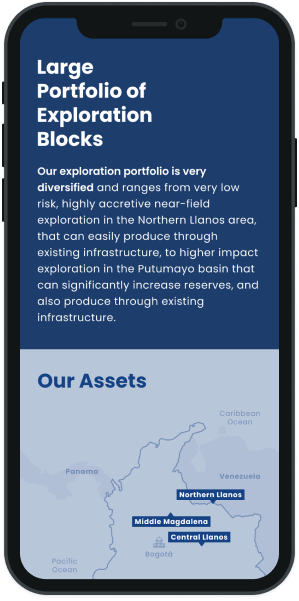 Large
Portfolio of
Exploration
Blocks
Our exploration portfolio is very
diversified and ranges from very low
risk, highly accretive near-field
exploration in the Northern Llanos area,
that can easily produce through
existing infrastructure, to higher impact
exploration in the Putumayo basin that
can significantly increase reserves, and
also produce through existing
infrastructure.
Our Assets
Caribbean
Ocean
Panama
Venezuela
Northern Llanos
Middle Magdalena
Central Llanos
Bogotá
Pacific
Ocean